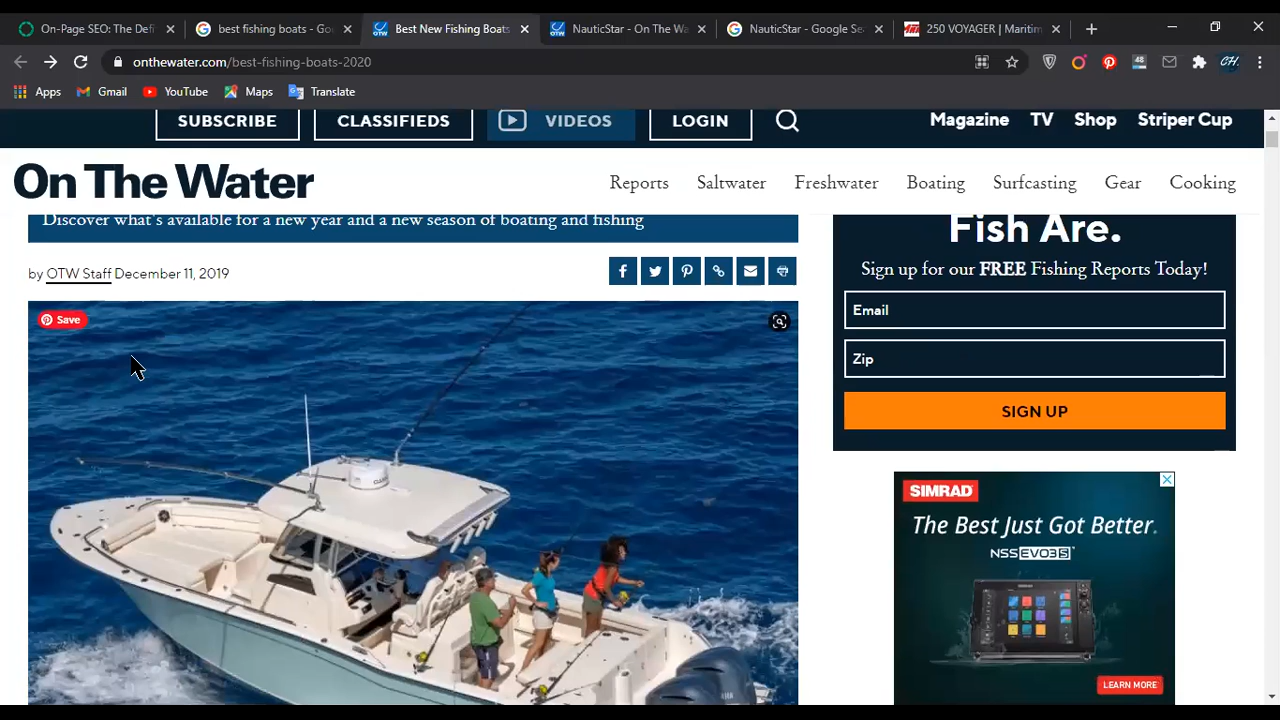 On-Page SEO: The Defi
best fishing boats - Goo
Best New Fishing Boats
NauticStar - On The Wa
NauticStar - Google Sea
250 VOYAGER | Maritim
onthewater.com/best-fishing-boats-2020
48
CH
Apps
Gmail
YouTube
Maps
Translate
SUBSCRIBE
CLASSIFIEDS
VIDEOS
LOGIN
Magazine
TV
Shop
Striper Cup
On The Water
Reports
Saltwater
Freshwater
Boating
Surfcasting
Gear
Cooking
Discover what's available for a new year and a new season of boating and fishing
by OTW Staff December 11, 2019
Save
Fish Are.
Sign up for our FREE Fishing Reports Today!
Email
Zip
SIGN UP
SIMRAD
The Best Just Got Better.
NSS EVO3S
LEARN MORE